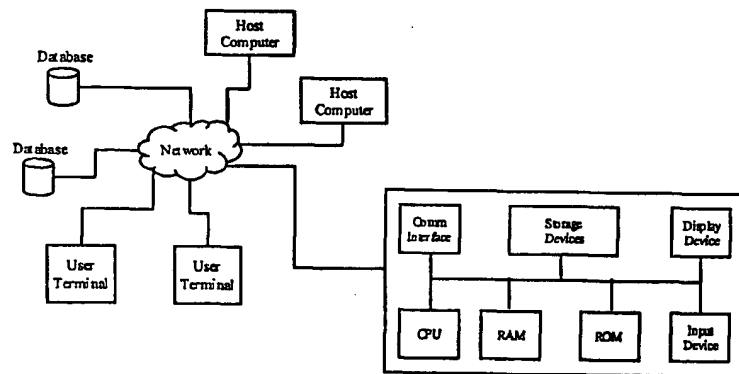 Host
Computer
Database
Host
Computer
Database
Network
User
Terminal
User
Terminal
Comm
Interface
Storage
Devices
Display
Device
CPU
RAM
ROM
Input
Device